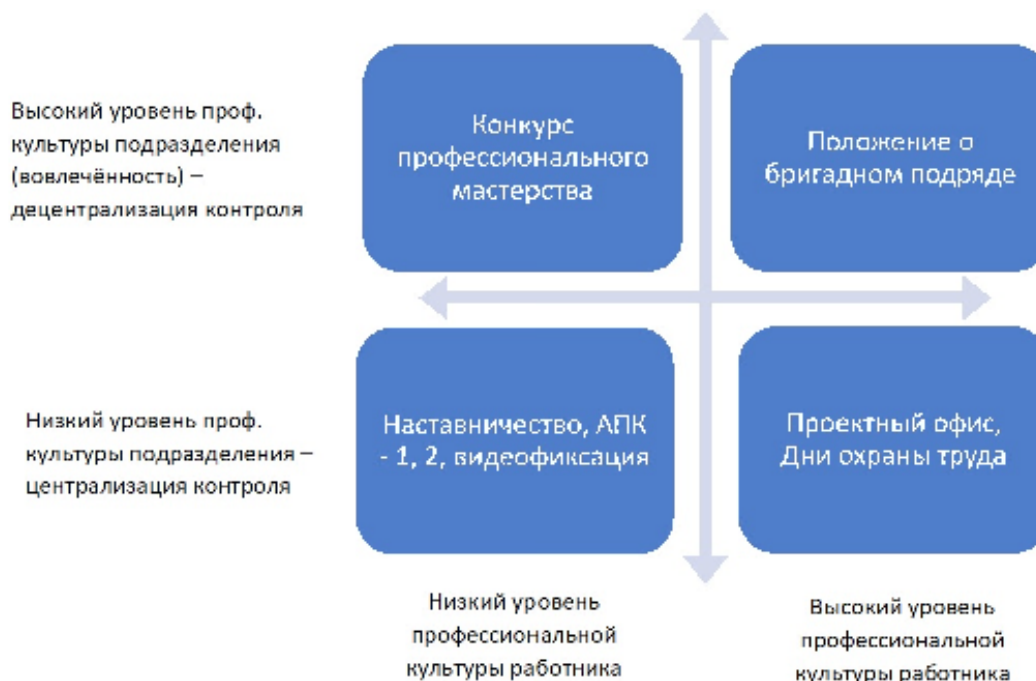 Высокий уровень проф.
культуры подразделения
(вовлечённость) –
децентрализация контроля
Конкурс
профессионального
мастерства
Положение о
бригадном подряде
Низкий уровень проф.
культуры подразделения –
централизация контроля
Наставничество, АПК
- 1, 2, видеофиксация
Проектный офис,
Дни охраны труда
Низкий уровень
профессиональной
культуры работника
Высокий уровень
профессиональной
культуры работника